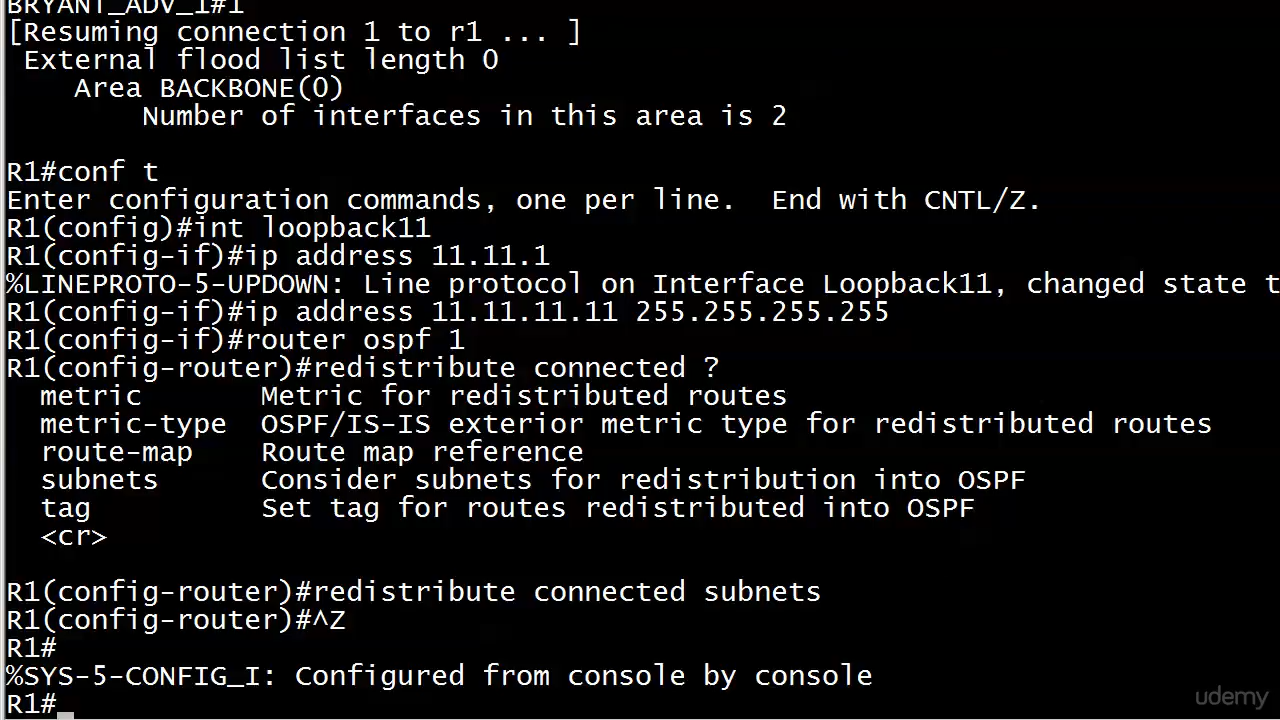 BRYANT_ADV_1#1
[Resuming connection 1 to r1 ... ]
 External flood list length 0
    Area BACKBONE(0)
        Number of interfaces in this area is 2

R1#conf t
Enter configuration commands, one per line.  End with CNTL/Z.
R1(config)#int loopback11
R1(config-if)#ip address 11.11.1
%LINEPROTO-5-UPDOWN: Line protocol on Interface Loopback11, changed state t
R1(config-if)#ip address 11.11.11.11 255.255.255.255
R1(config-if)#router ospf 1
R1(config-router)#redistribute connected ?
  metric       Metric for redistributed routes
  metric-type  OSPF/IS-IS exterior metric type for redistributed routes
  route-map    Route map reference
  subnets      Consider subnets for redistribution into OSPF
  tag          Set tag for routes redistributed into OSPF
  <cr>

R1(config-router)#redistribute connected subnets
R1(config-router)#^Z
R1#
%SYS-5-CONFIG_I: Configured from console by console
R1#
udemy